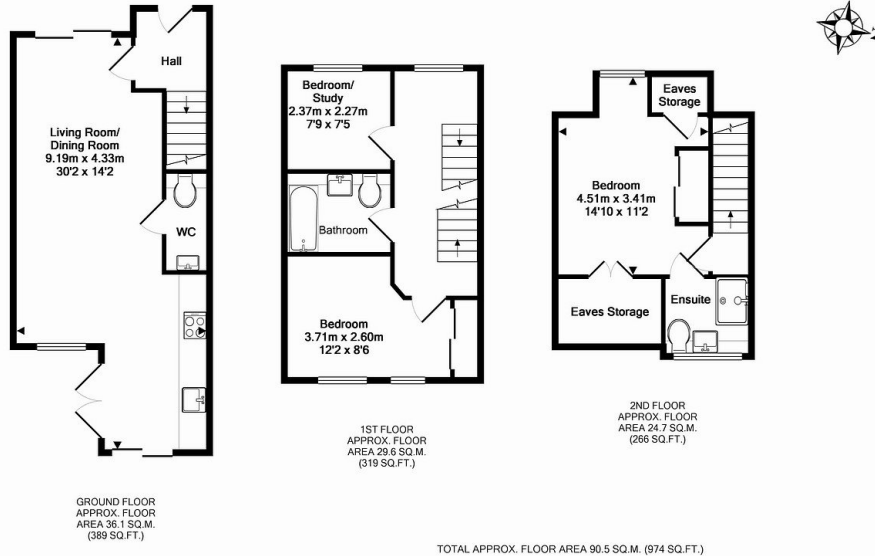 Hall
Living Room/
Dining Room
9.19m x 4.33m
30'2 x 14'2
WC
GROUND FLOOR
APPROX. FLOOR
AREA 36.1 SQ.M.
(389 SQ.FT.)
Bedroom/
Study
2.37m x 2.27m
7'9 x 7'5
Bathroom
Bedroom
3.71m x 2.60m
12'2 x 8'6
1ST FLOOR
APPROX. FLOOR
AREA 29.6 SQ.M.
(319 SQ.FT.)
Eaves
Storage
Bedroom
4.51m x 3.41m
14'10 x 11'2
Eaves Storage
Ensuite
2ND FLOOR
APPROX. FLOOR
AREA 24.7 SQ.M.
(266 SQ.FT.)
TOTAL APPROX. FLOOR AREA 90.5 SQ.M. (974 SQ.FT.)